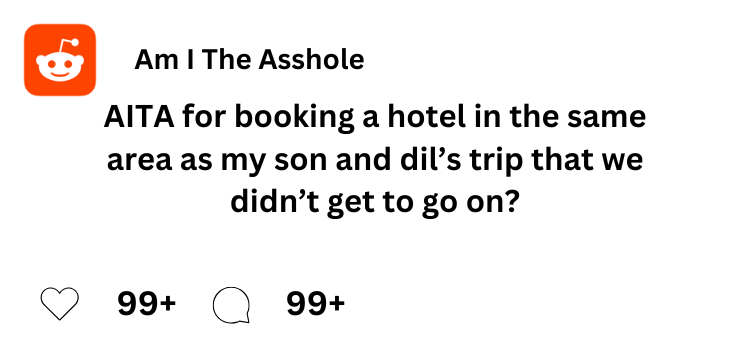 Am I The Asshole
AITA for booking a hotel in the same
area as my son and dil’s trip that we
didn’t get to go on?
99+ 99+